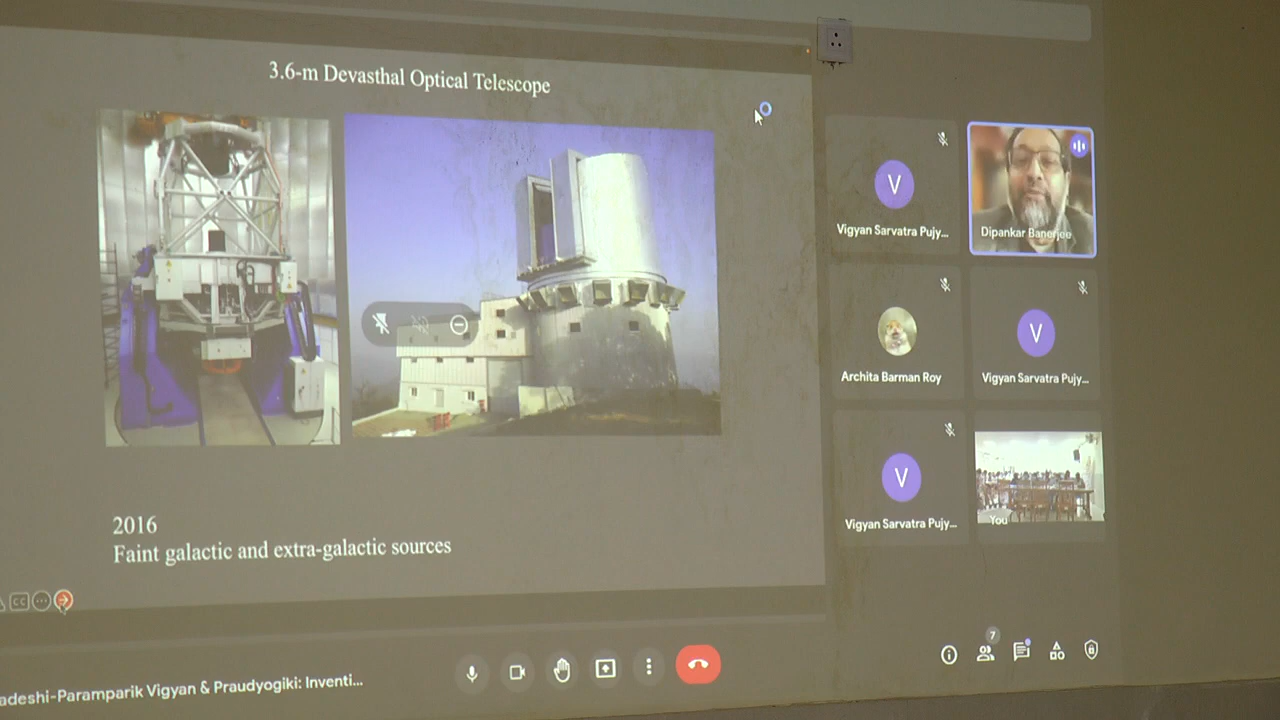 3.6-m Devasthal Optical Telescope
2016
Faint galactic and extra-galactic sources
V
Vigyan Sarvatra Pujy...
Dipankar Banerjee
Archita Barman Roy
V
Vigyan Sarvatra Pujy...
V
Vigyan Sarvatra Pujy...
You
CC
7
adeshi-Paramparik Vigyan & Praudyogiki: Inventi...